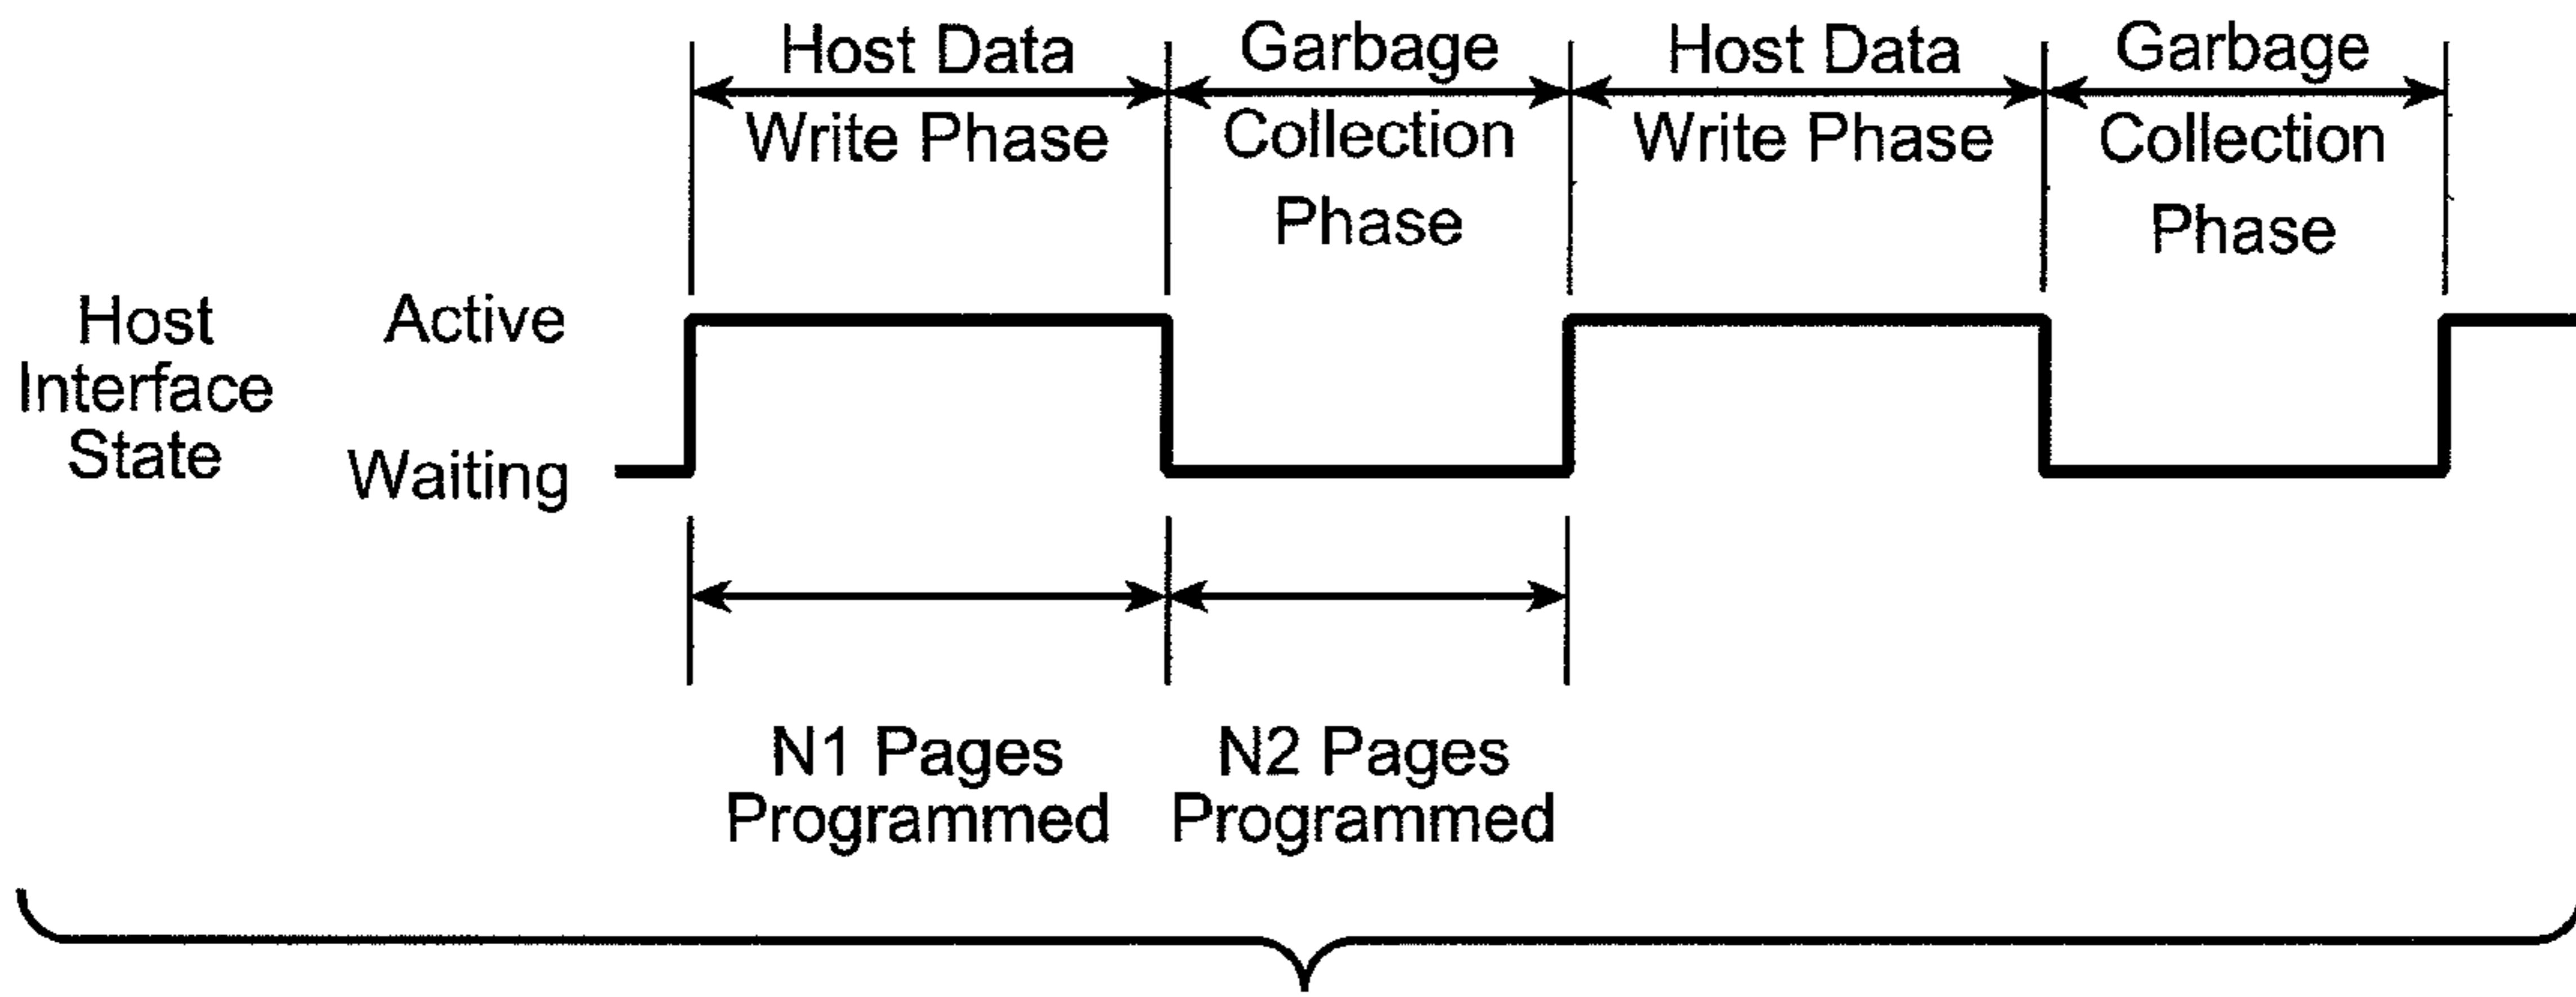 Host Data
Write Phase
Garbage
Collection
Phase
Host Data
Write Phase
Garbage
Collection
Phase
Host
Interface
State
Active
Waiting
N1 Pages
Programmed
N2 Pages
Programmed